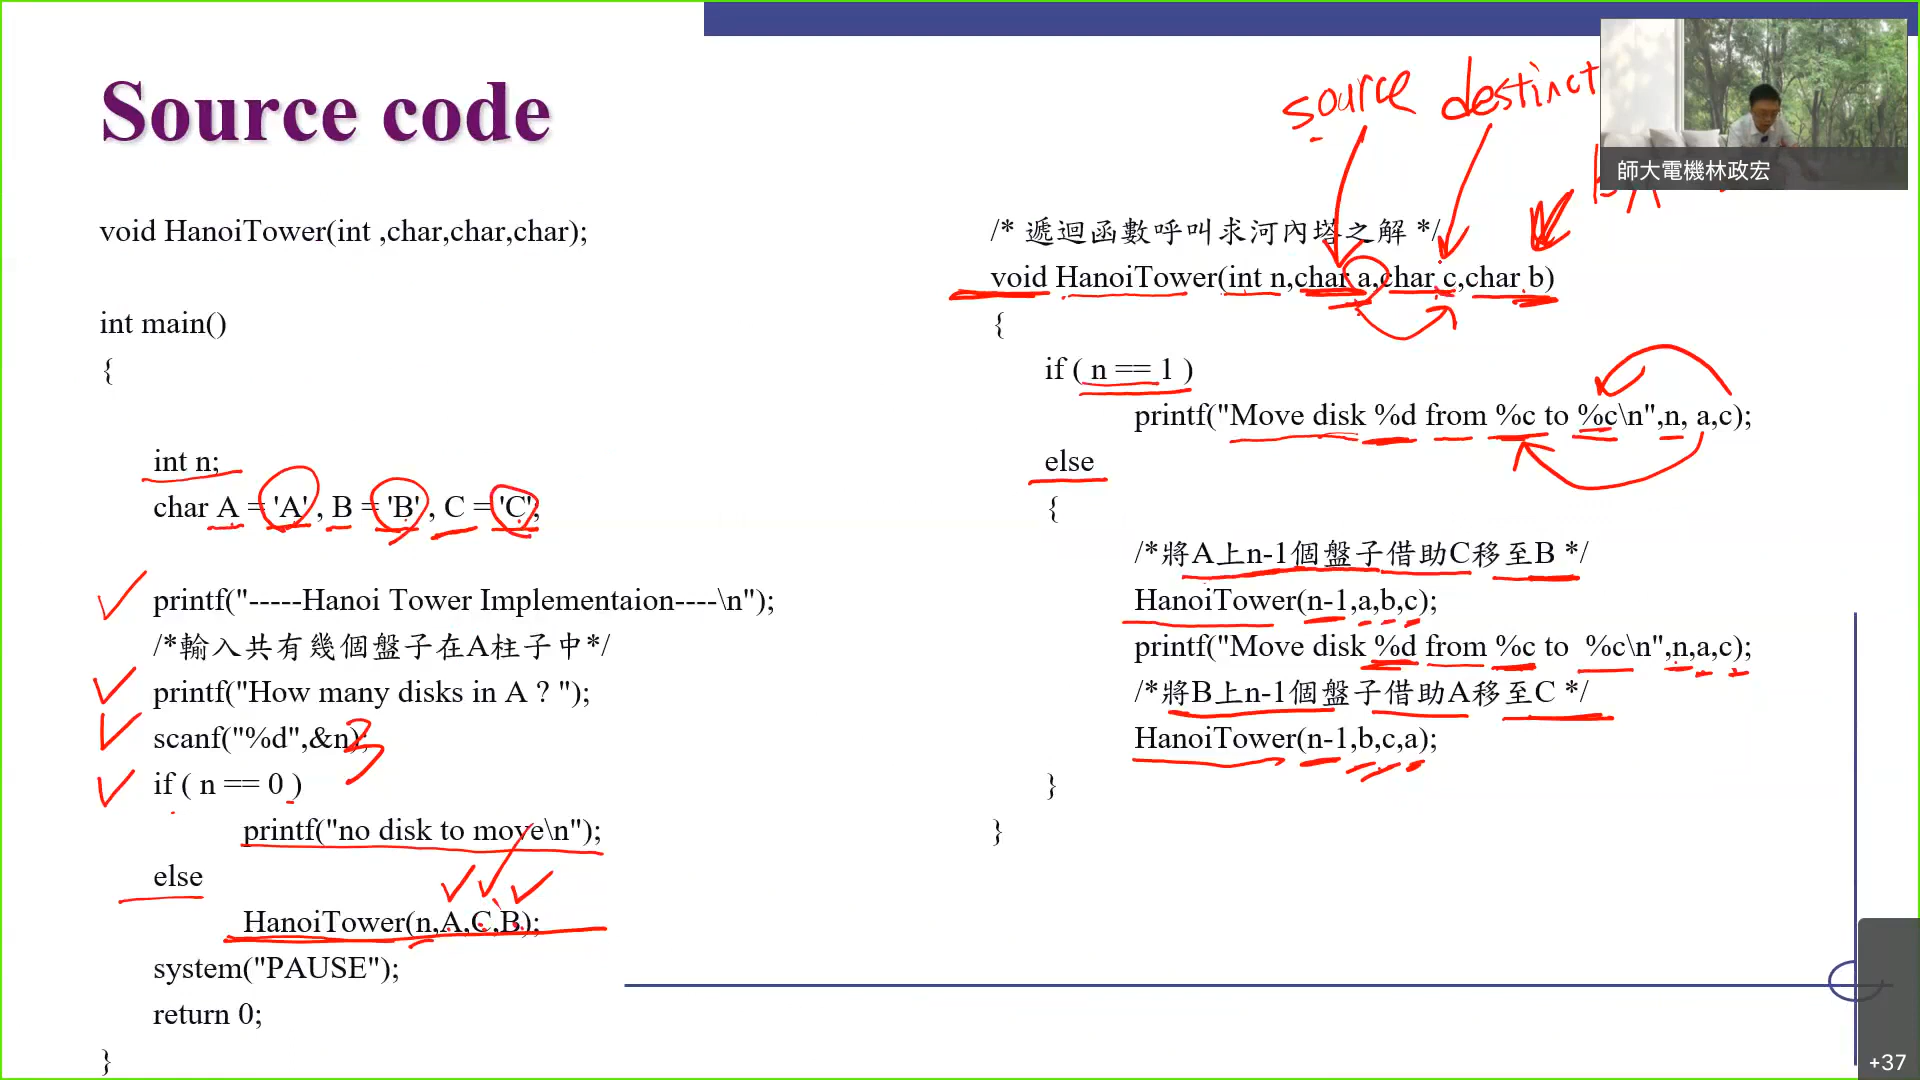 Source code
source destinct
師大電機林政宏
void HanoiTower(int ,char,char,char);
int main()
{
int n;
char A = 'A' , B = 'B' , C = 'C';
printf("-----Hanoi Tower Implementaion----\n");
/*輸入共有幾個盤子在A柱子中*/
printf("How many disks in A ? ");
scanf("%d",&n);
3
if ( n == 0 )
printf("no disk to move\n");
else
HanoiTower(n,A,C,B);
system("PAUSE");
return 0;
}
/* 遞迴函數呼叫求河內塔之解 */
void HanoiTower(int n,char a,char c,char b)
{
if ( n == 1 )
printf("Move disk %d from %c to %c\n",n, a,c);
else
{
/*將A上n-1個盤子借助C移至B */
HanoiTower(n-1,a,b,c);
printf("Move disk %d from %c to  %c\n",n,a,c);
/*將B上n-1個盤子借助A移至C */
HanoiTower(n-1,b,c,a);
}
}
+37